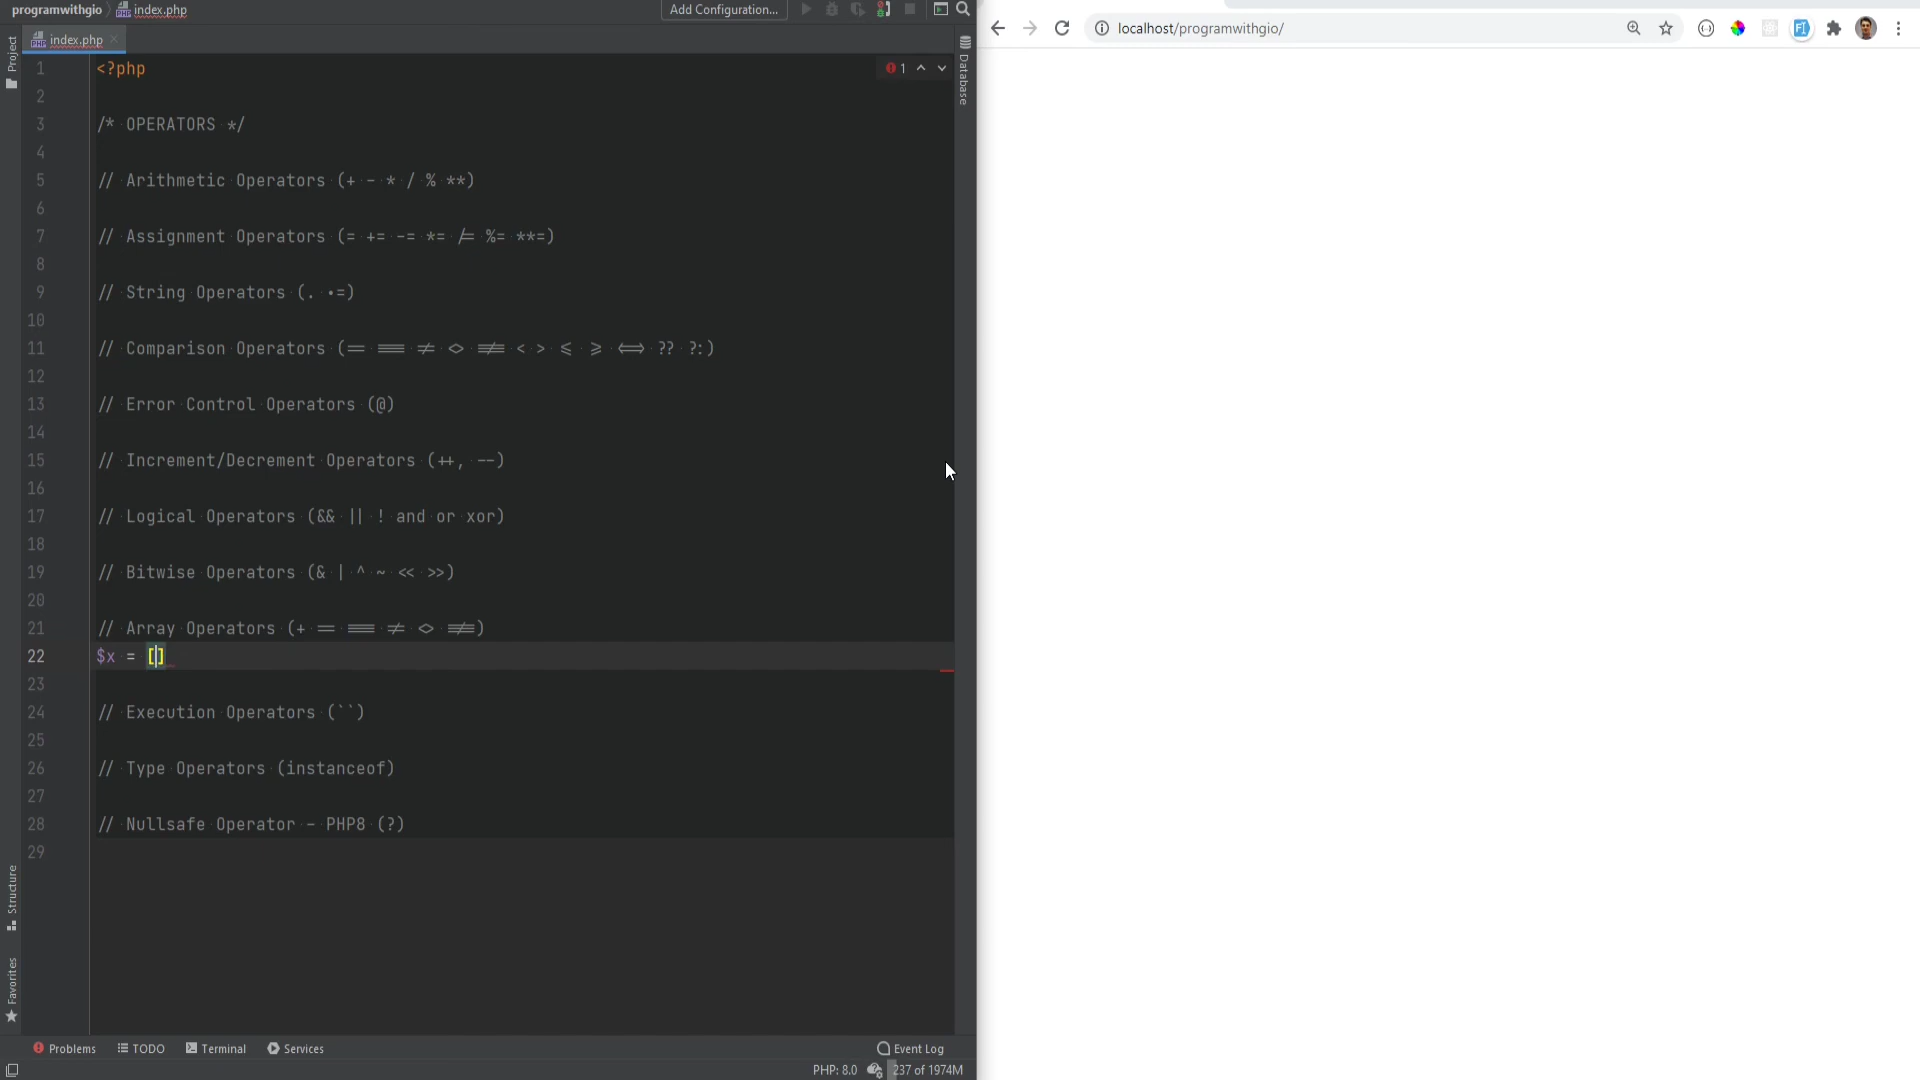 programwithgio index.php
Add Configuration...
localhost/programwithgio/
Project
index.php
Database
1 <?php
1
2
3 /* OPERATORS */
4
5 // Arithmetic Operators (+ - * / % **)
6
7 // Assignment Operators (= += -= *= /= %= **=)
8
9 // String Operators (. .=)
10
11 // Comparison Operators (== === != <> !== < > <= >= <=> ?? ?:)
12
13 // Error Control Operators (@)
14
15 // Increment/Decrement Operators (++, --)
16
17 // Logical Operators (&& || ! and or xor)
18
19 // Bitwise Operators (& | ^ ~ << >>)
20
21 // Array Operators (+ == === != <> !==)
22 $x = []
23
24 // Execution Operators (``)
25
26 // Type Operators (instanceof)
27
28 // Nullsafe Operator - PHP8 (?)
29
Structure
Favorites
Problems TODO Terminal Services Event Log
PHP: 8.0 237 of 1974M